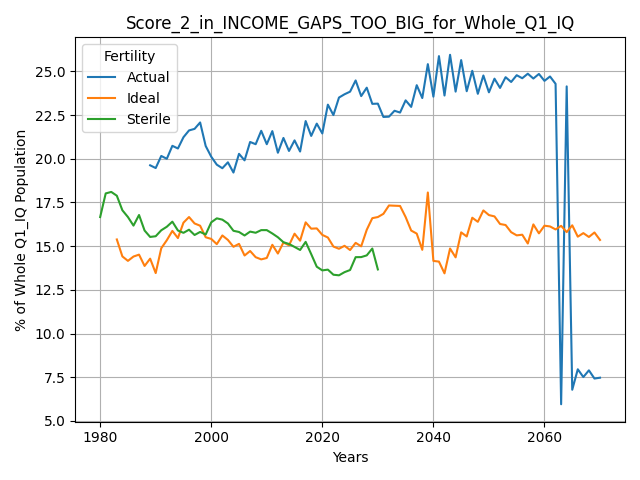 Score_2_in_INCOME_GAPS_TOO_BIG_for_Whole_Q1_IQ
Fertility
Actual
Ideal
Sterile
% of Whole Q1_IQ Population
25.0
22.5
20.0
17.5
15.0
12.5
10.0
7.5
5.0
1980
2000
2020
2040
2060
Years